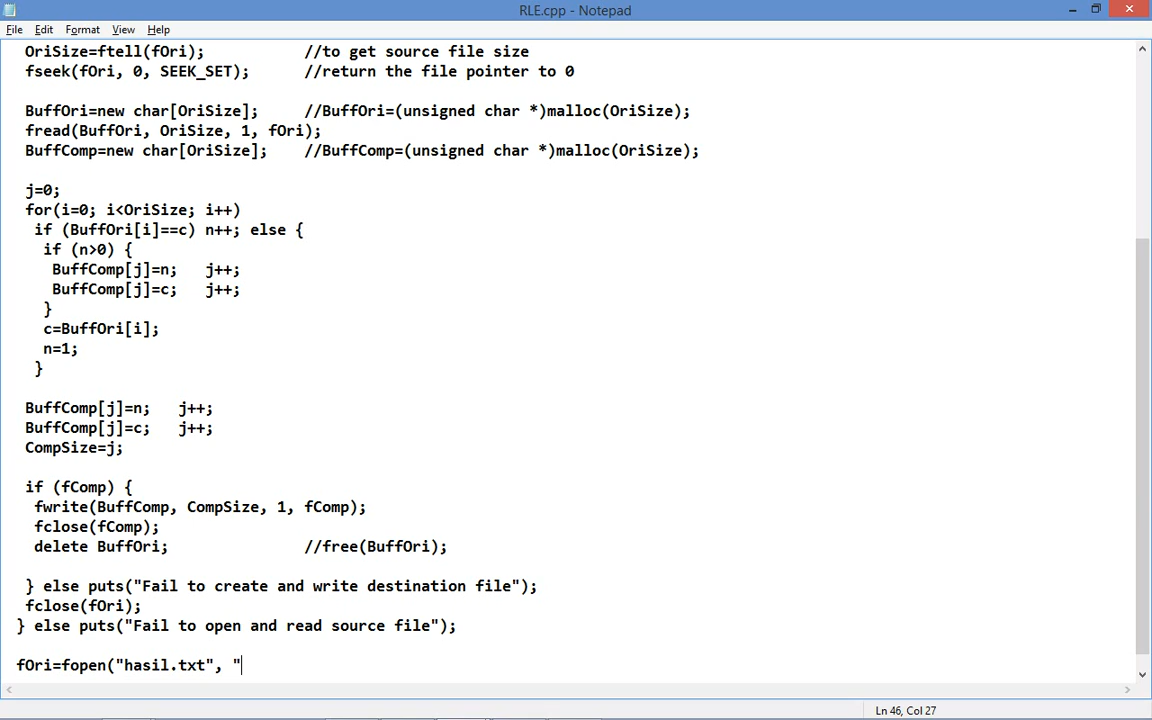 RLE.cpp - Notepad
File Edit Format View Help
OriSize=ftell(fOri); //to get source file size
fseek(fOri, 0, SEEK_SET); //return the file pointer to 0
BuffOri=new char[OriSize]; //BuffOri=(unsigned char *)malloc(OriSize);
fread(BuffOri, OriSize, 1, fOri);
BuffComp=new char[OriSize]; //BuffComp=(unsigned char *)malloc(OriSize);
j=0;
for(i=0; i<OriSize; i++)
if (BuffOri[i]==c) n++; else {
if (n>0) {
BuffComp[j]=n; j++;
BuffComp[j]=c; j++;
}
c=BuffOri[i];
n=1;
}
BuffComp[j]=n; j++;
BuffComp[j]=c; j++;
CompSize=j;
if (fComp) {
fwrite(BuffComp, CompSize, 1, fComp);
fclose(fComp);
delete BuffOri; //free(BuffOri);
} else puts("Fail to create and write destination file");
fclose(fOri);
} else puts("Fail to open and read source file");
fOri=fopen("hasil.txt", "
Ln 46, Col 27